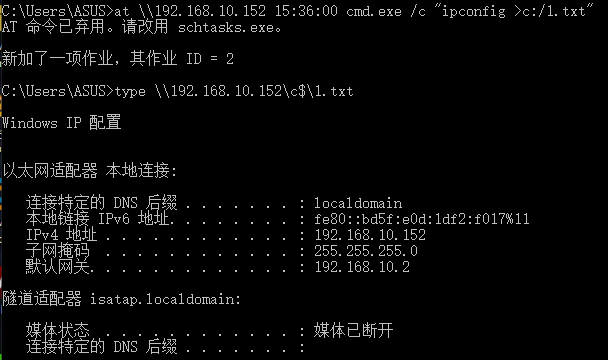 C:\Users\ASUS>at \\192.168.10.152 15:36:00 cmd.exe /c "ipconfig >c:/1.txt"
AT 命令已弃用。请改用 schtasks.exe。
新加了一项作业，其作业 ID = 2
C:\Users\ASUS>type \\192.168.10.152\c$\1.txt
Windows IP 配置
以太网适配器 本地连接:
连接特定的 DNS 后缀 . . . . . . . : localdomain
本地链接 IPv6 地址. . . . . . . . : fe80::bd5f:e0d:1df2:f017%11
IPv4 地址 . . . . . . . . . . . . : 192.168.10.152
子网掩码 . . . . . . . . . . . . : 255.255.255.0
默认网关. . . . . . . . . . . . . : 192.168.10.2
隧道适配器 isatap.localdomain:
媒体状态 . . . . . . . . . . . . : 媒体已断开
连接特定的 DNS 后缀 . . . . . . . :